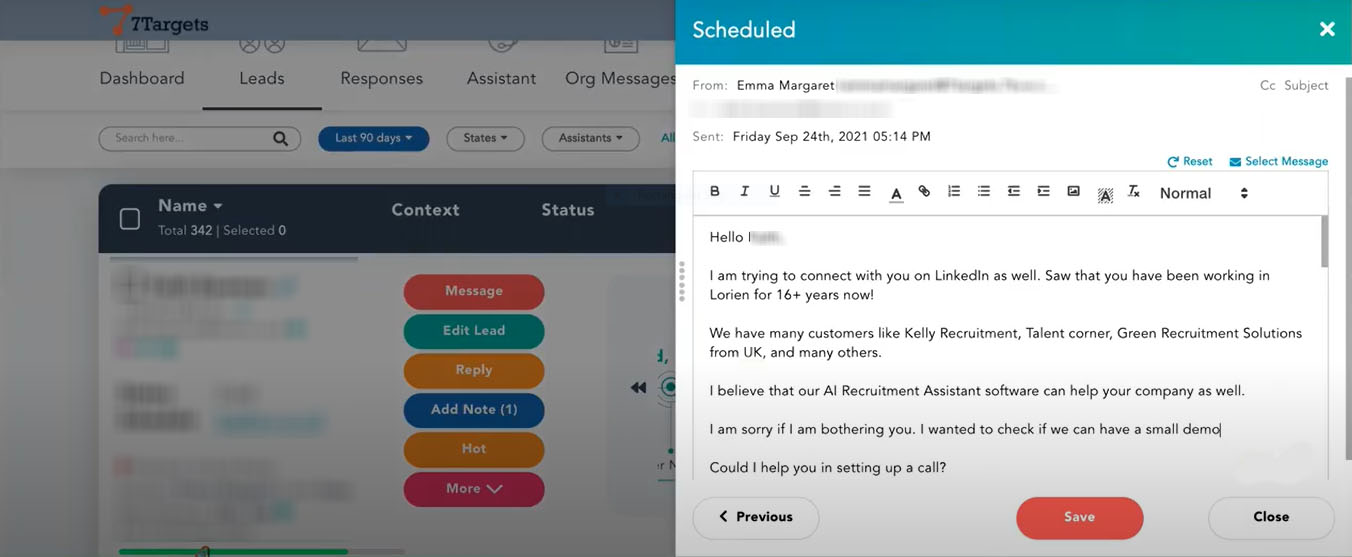 7Targets
Dashboard
Leads
Responses
Assistant
Org Messages
Search here...
Last 90 days
States
Assistants
All
Name
Total 342 | Selected 0
Context
Status
Message
Edit Lead
Reply
Add Note (1)
Hot
More
Scheduled
From: Emma Margaret
Cc Subject
Sent: Friday Sep 24th, 2021 05:14 PM
Reset Select Message
B I U A Normal
Hello
I am trying to connect with you on LinkedIn as well. Saw that you have been working in
Lorien for 16+ years now!
We have many customers like Kelly Recruitment, Talent corner, Green Recruitment Solutions
from UK, and many others.
I believe that our AI Recruitment Assistant software can help your company as well.
I am sorry if I am bothering you. I wanted to check if we can have a small demo
Could I help you in setting up a call?
Previous
Save
Close